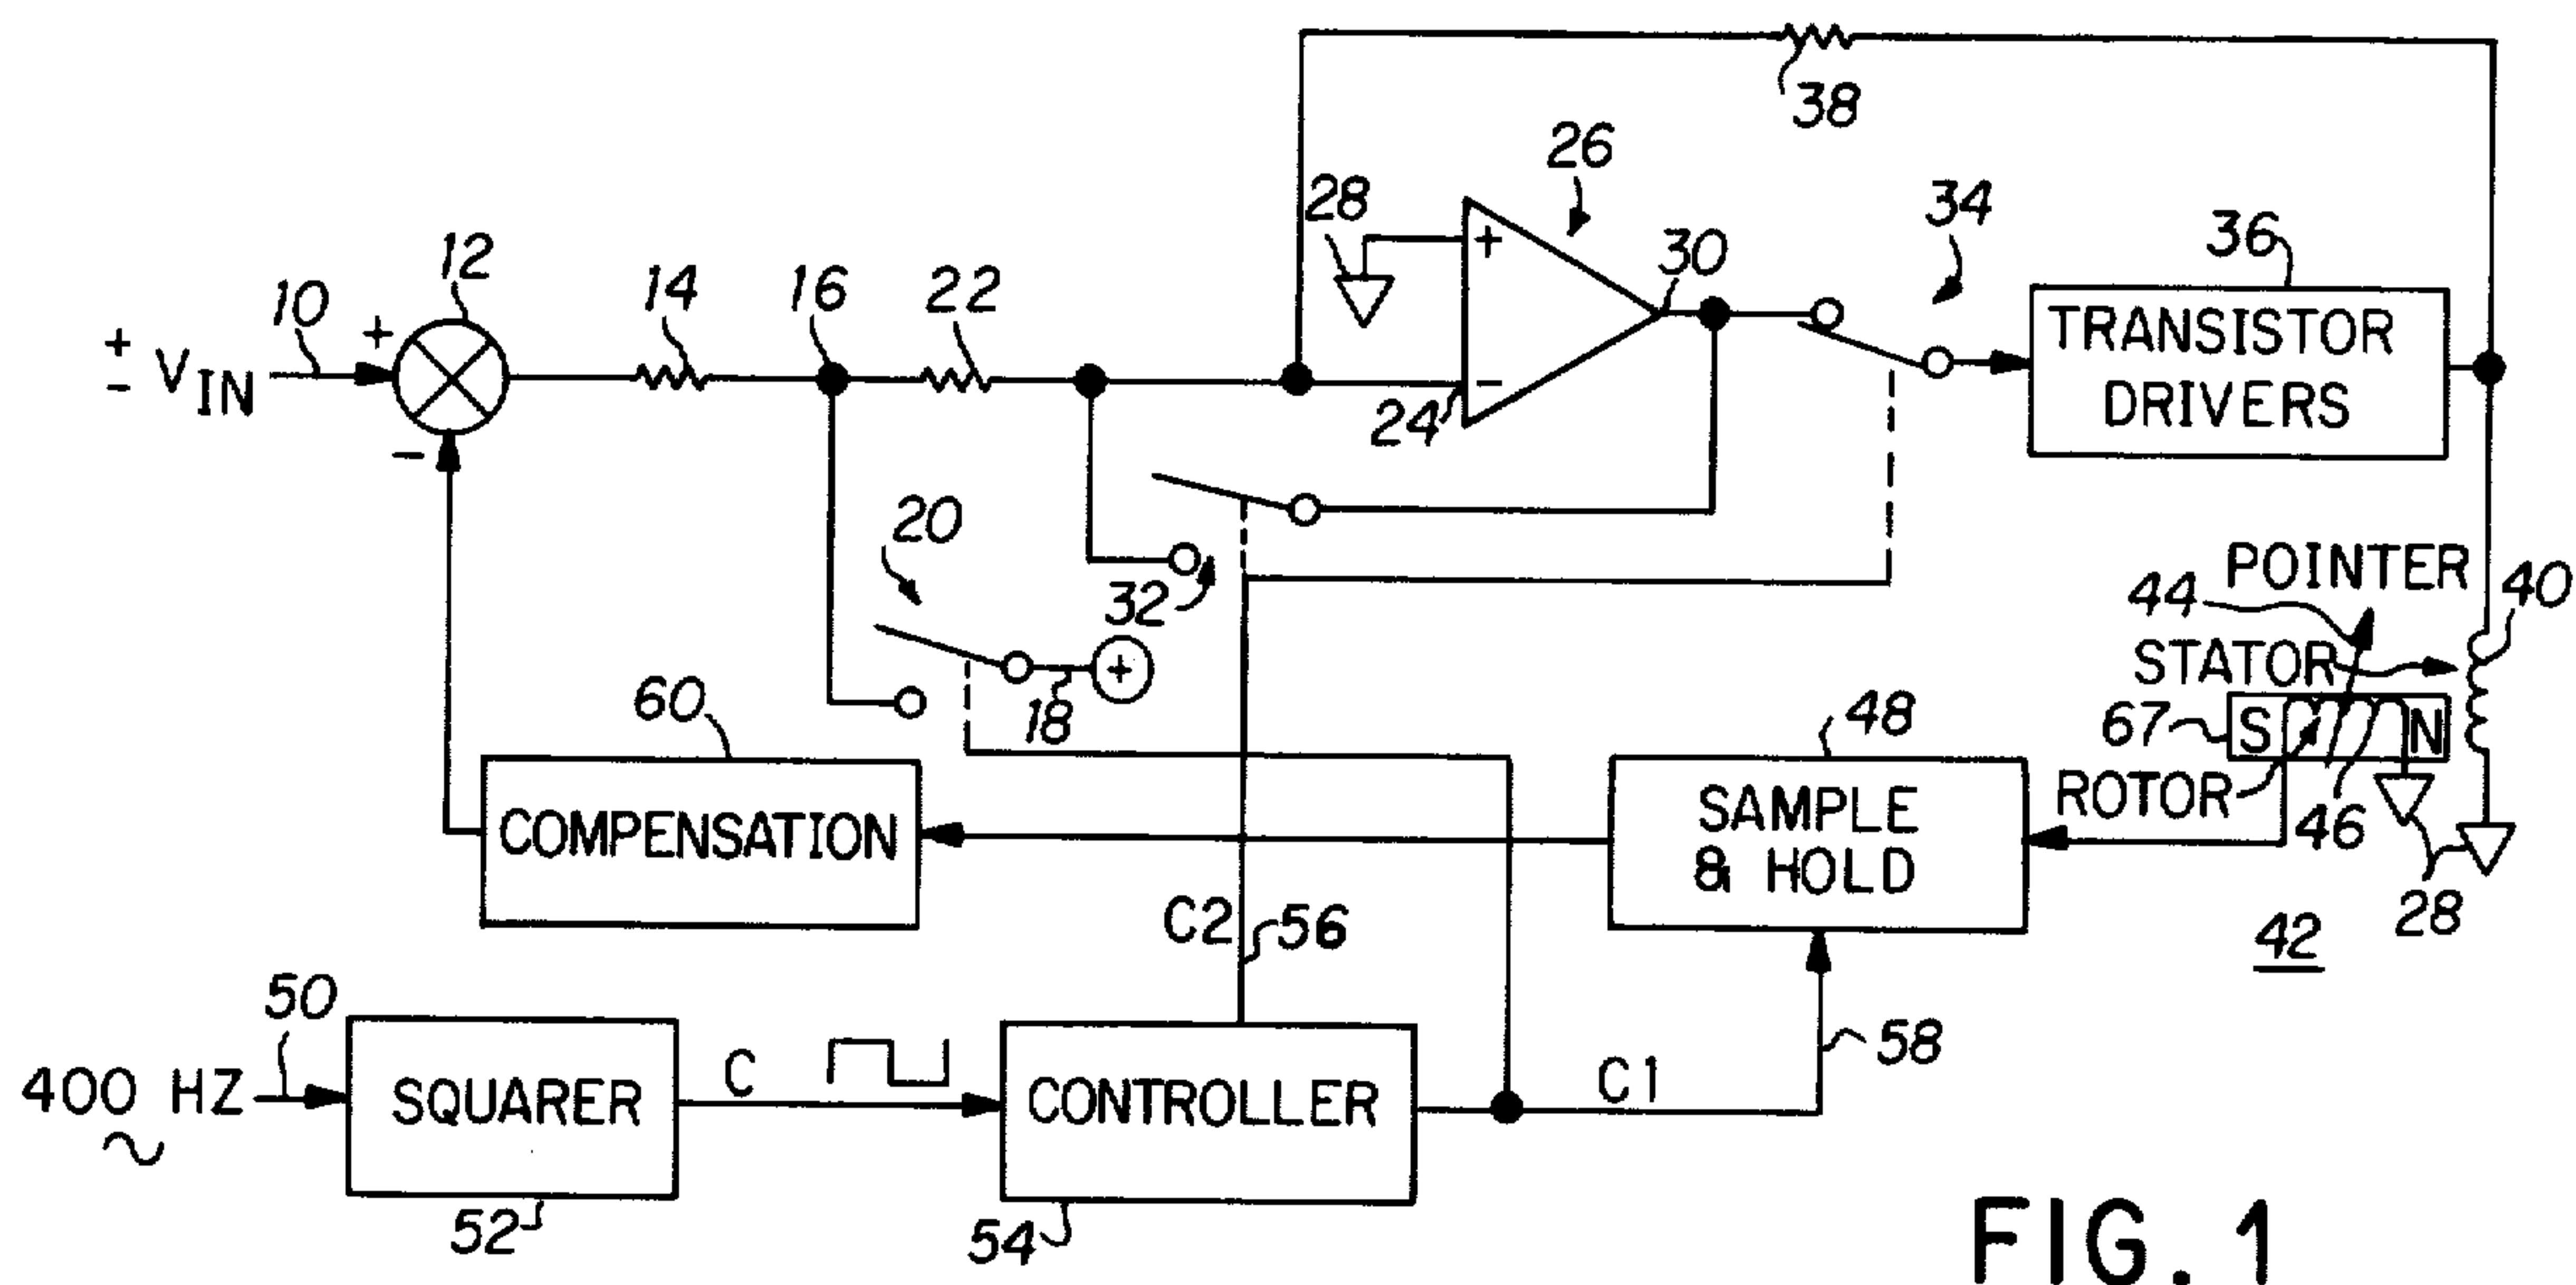 38
26
28
34
30
36
12
14
16
22
10
+
± V IN
+
TRANSISTOR
DRIVERS
-
24
-
20
32
POINTER
44
40
STATOR
18
+
60
48
67
S
N
COMPENSATION
SAMPLE
& HOLD
ROTOR
46
28
C2
56
42
50
58
400 HZ
~
SQUARER
C
CONTROLLER
C1
52
54
FIG. 1